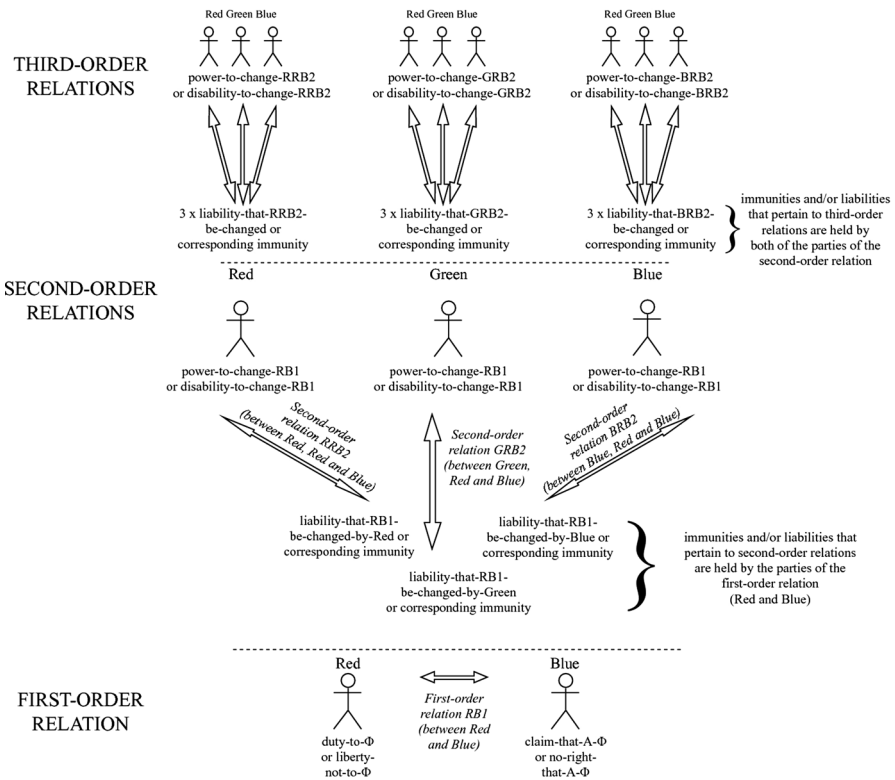 Red Green Blue
Red Green Blue
Red Green Blue
THIRD-ORDER
RELATIONS
power-to-change-RRB2
or disability-to-change-RRB2
power-to-change-GRB2
or disability-to-change-GRB2
power-to-change-BRB2
or disability-to-change-BRB2
3 x liability-that-RRB2-
be-changed or
corresponding immunity
3 x liability-that-GRB2-
be-changed or
corresponding immunity
3 x liability-that-BRB2-
be-changed or
corresponding immunity
immunities and/or liabilities
that pertain to third-order
relations are held by
both of the parties of the
second-order relation
SECOND-ORDER
RELATIONS
Red
Green
Blue
power-to-change-RB1
or disability-to-change-RB1
power-to-change-RB1
or disability-to-change-RB1
power-to-change-RB1
or disability-to-change-RB1
Second-order
relation RRB2
(between Red, Red and Blue)
Second-order
relation GRB2
(between Green,
Red and Blue)
Second-order
relation BRB2
(between Blue, Red and Blue)
liability-that-RB1-
be-changed-by-Red or
corresponding immunity
liability-that-RB1-
be-changed-by-Blue or
corresponding immunity
liability-that-RB1-
be-changed-by-Green
or corresponding immunity
immunities and/or liabilities that
pertain to second-order relations
are held by the parties of the
first-order relation
(Red and Blue)
FIRST-ORDER
RELATION
Red
Blue
First-order
relation RB1
(between Red
and Blue)
duty-to-Φ
or liberty-
not-to-Φ
claim-that-A-Φ
or no-right-
that-A-Φ